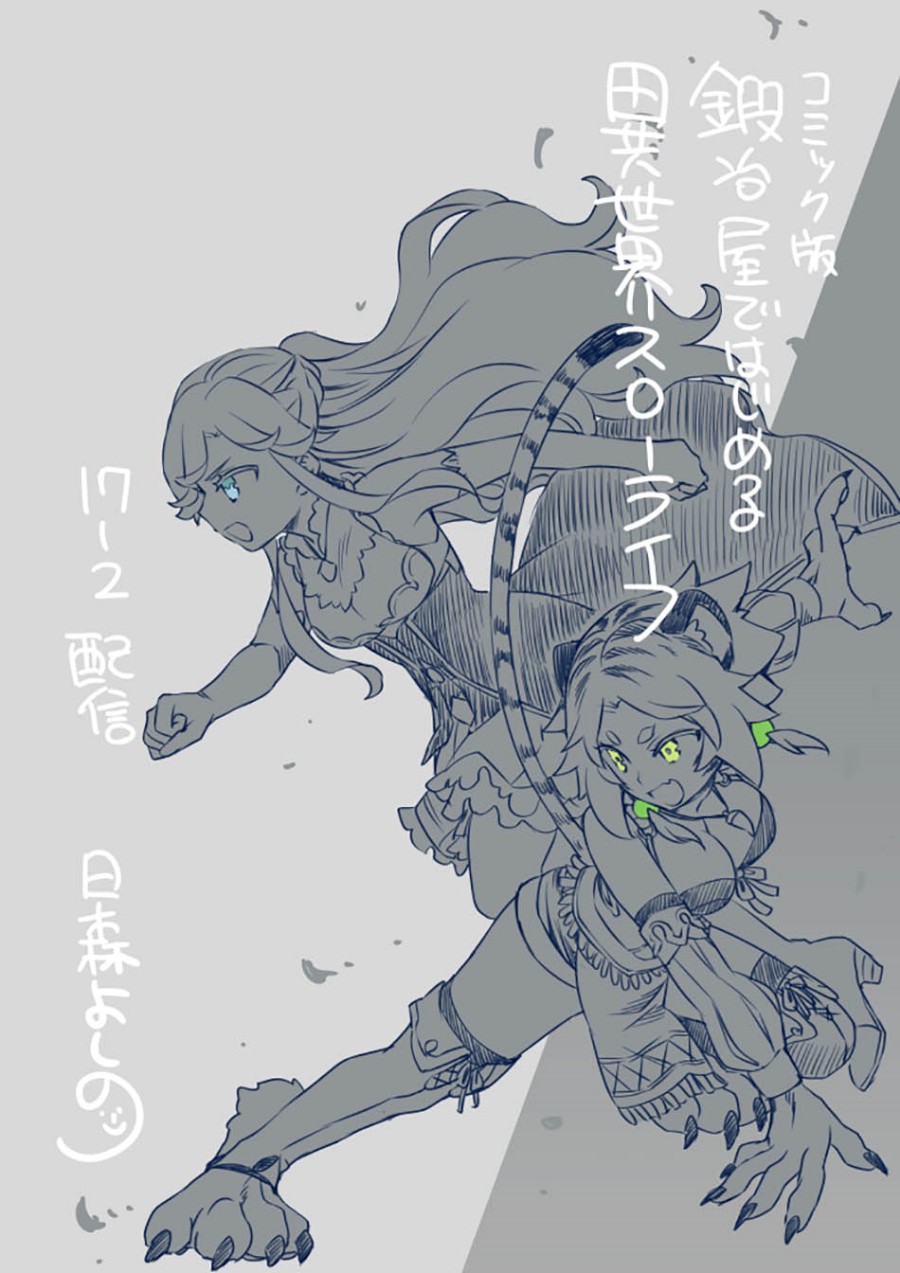 コミック版
鍛冶屋ではじめる
異世界スローライフ
17-2 配信
日森よしの